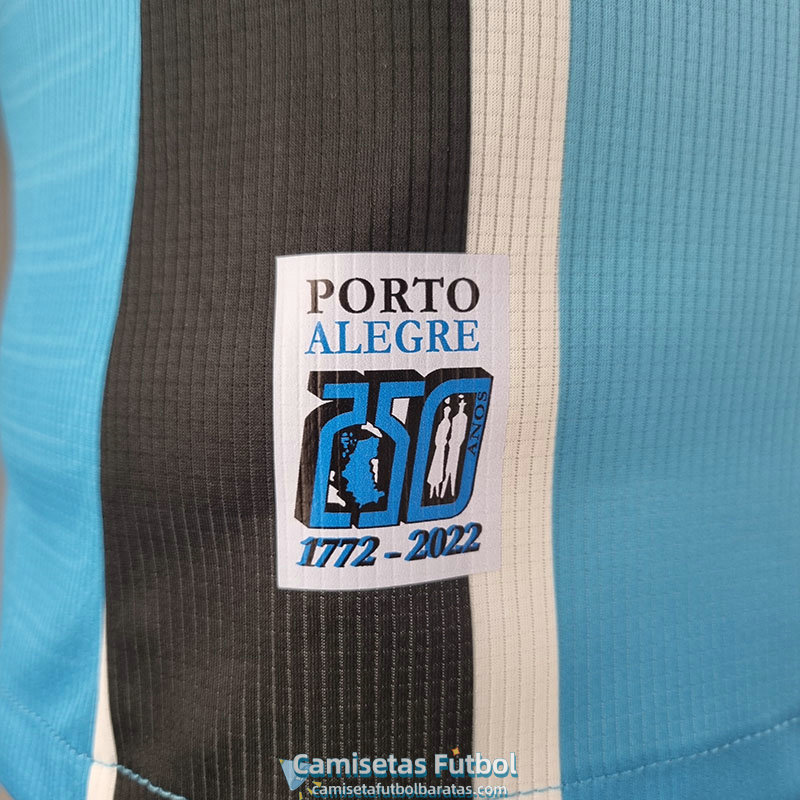 PORTO
ALEGRE
250
ANOS
1772 - 2022
Camisetas Futbol
camisetafutbolbaratas.com